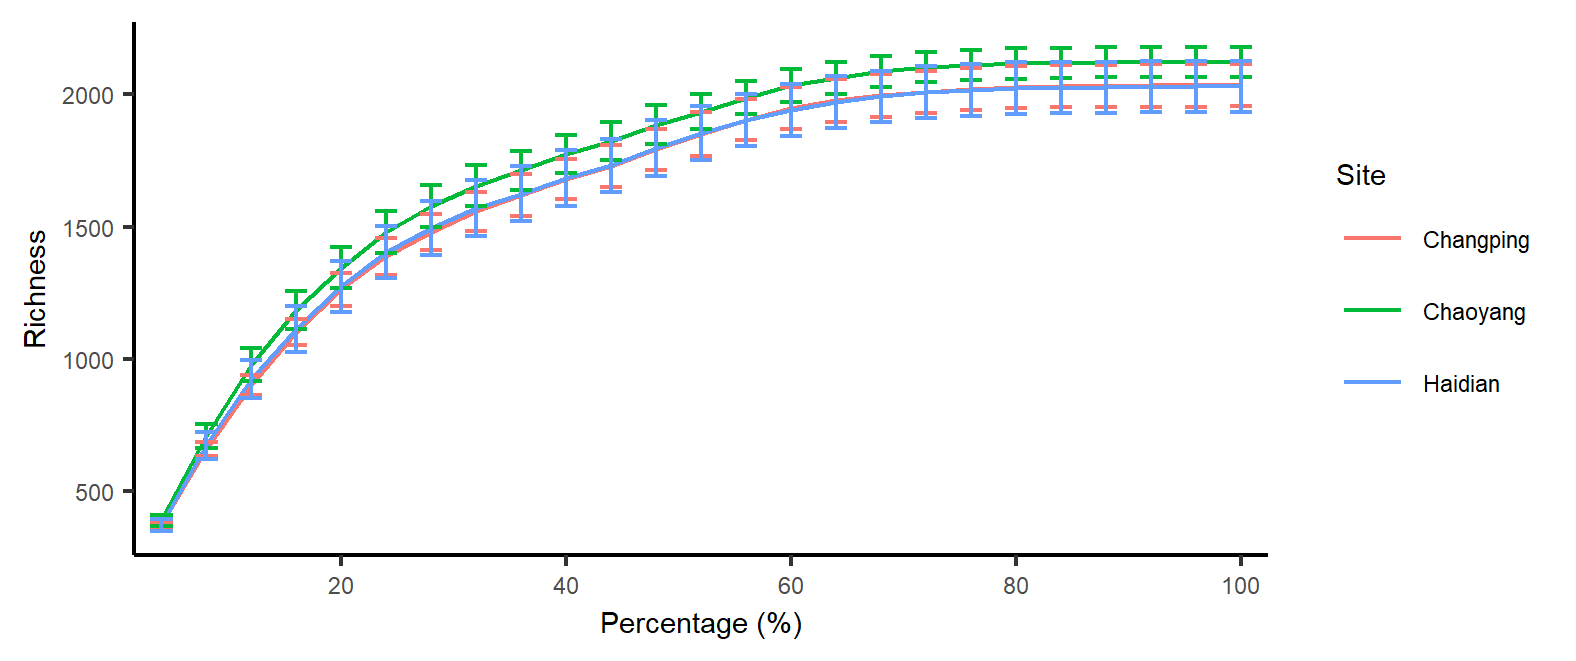 2000
1500
1000
500
Richness
20 40 60 80 100
Percentage (%)
Site
Changping
Chaoyang
Haidian